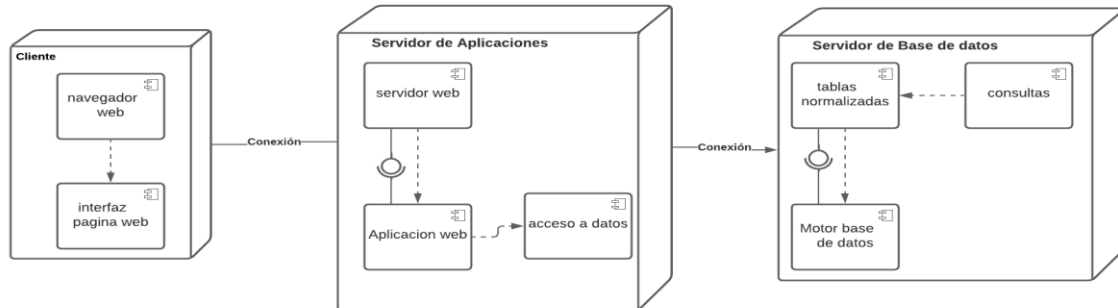 Cliente
navegador
web
interfaz
pagina web
Conexión
Servidor de Aplicaciones
servidor web
Aplicacion web
acceso a datos
Conexión
Servidor de Base de datos
tablas
normalizadas
consultas
Motor base
de datos